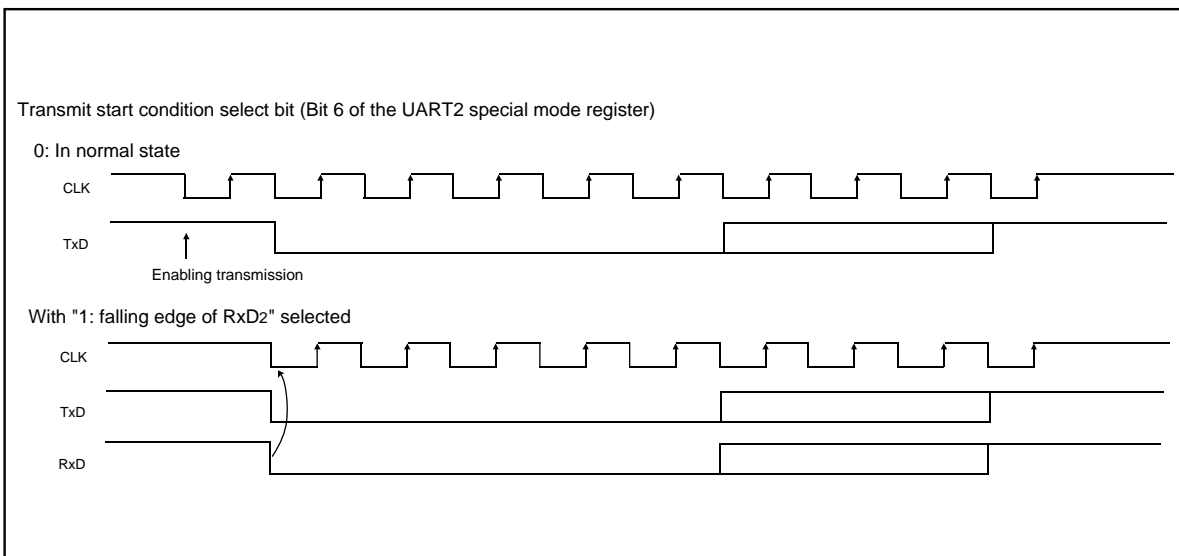 Transmit start condition select bit (Bit 6 of the UART2 special mode register)
0: In normal state
CLK
TxD
Enabling transmission
With "1: falling edge of RxD2" selected
CLK
TxD
RxD